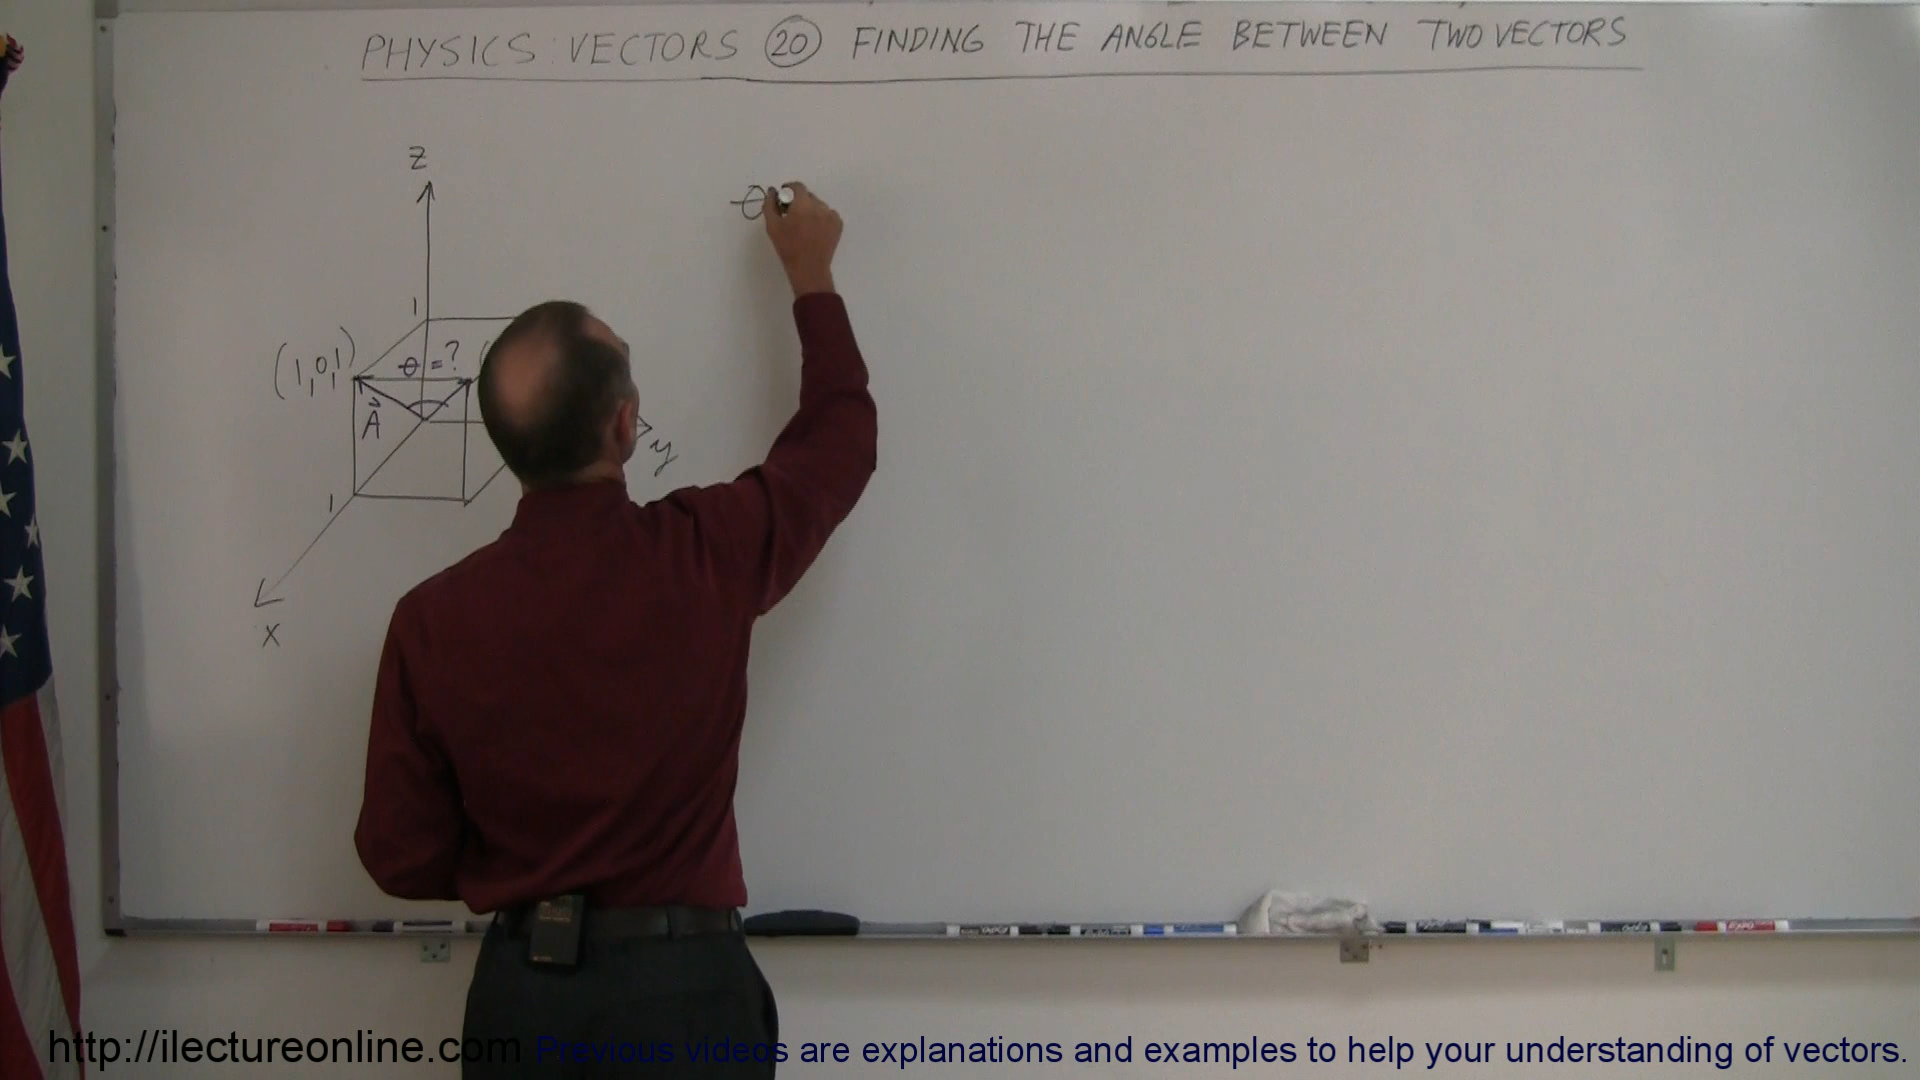 PHYSICS: VECTORS 20 FINDING THE ANGLE BETWEEN TWO VECTORS
Z
θ
1
(1,0,1)
θ = ?
(
A
y
1
x
EXPO
http://ilectureonline.com Previous videos are explanations and examples to help your understanding of vectors.